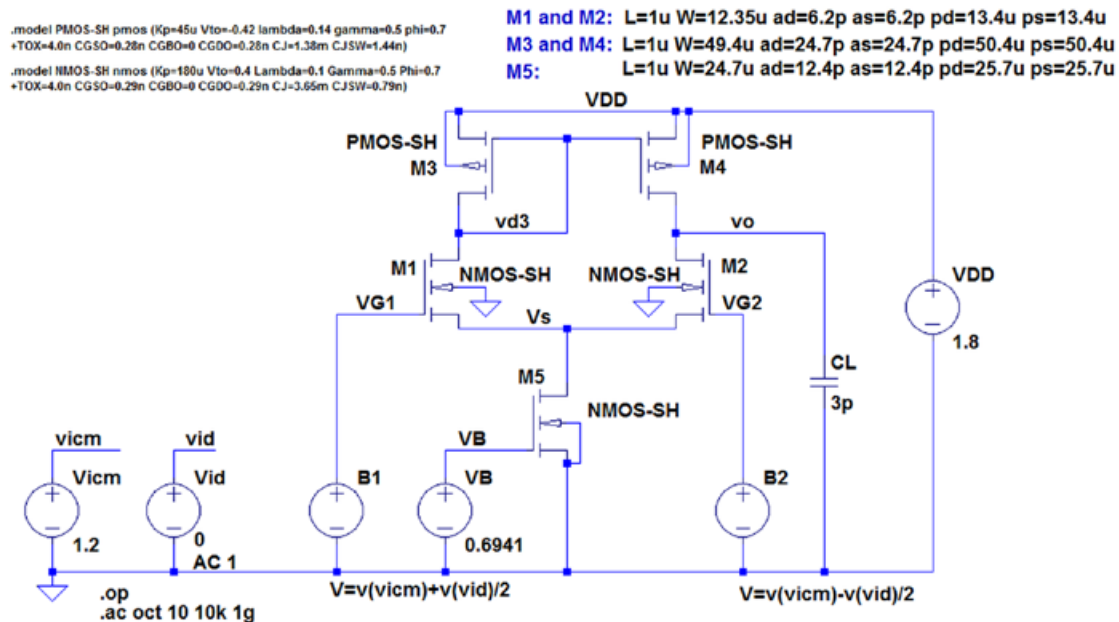 .model PMOS-SH pmos (Kp=45u Vto=-0.42 lambda=0.14 gamma=0.5 phi=0.7
+TOX=4.0n CGSO=0.28n CGBO=0 CGDO=0.28n CJ=1.38m CJSW=1.44n)
.model NMOS-SH nmos (Kp=180u Vto=0.4 Lambda=0.1 Gamma=0.5 Phi=0.7
+TOX=4.0n CGSO=0.29n CGBO=0 CGDO=0.29n CJ=3.65m CJSW=0.79n)
M1 and M2: L=1u W=12.35u ad=6.2p as=6.2p pd=13.4u ps=13.4u
M3 and M4: L=1u W=49.4u ad=24.7p as=24.7p pd=50.4u ps=50.4u
M5: L=1u W=24.7u ad=12.4p as=12.4p pd=25.7u ps=25.7u
VDD
PMOS-SH
M3
PMOS-SH
M4
vd3
vo
M1
NMOS-SH
NMOS-SH
M2
VG1
VG2
Vs
VDD
1.8
M5
NMOS-SH
CL
3p
vicm
vid
VB
Vicm
1.2
Vid
0
AC 1
B1
VB
0.6941
B2
.op
.ac oct 10 10k 1g
V=v(vicm)+v(vid)/2
V=v(vicm)-v(vid)/2